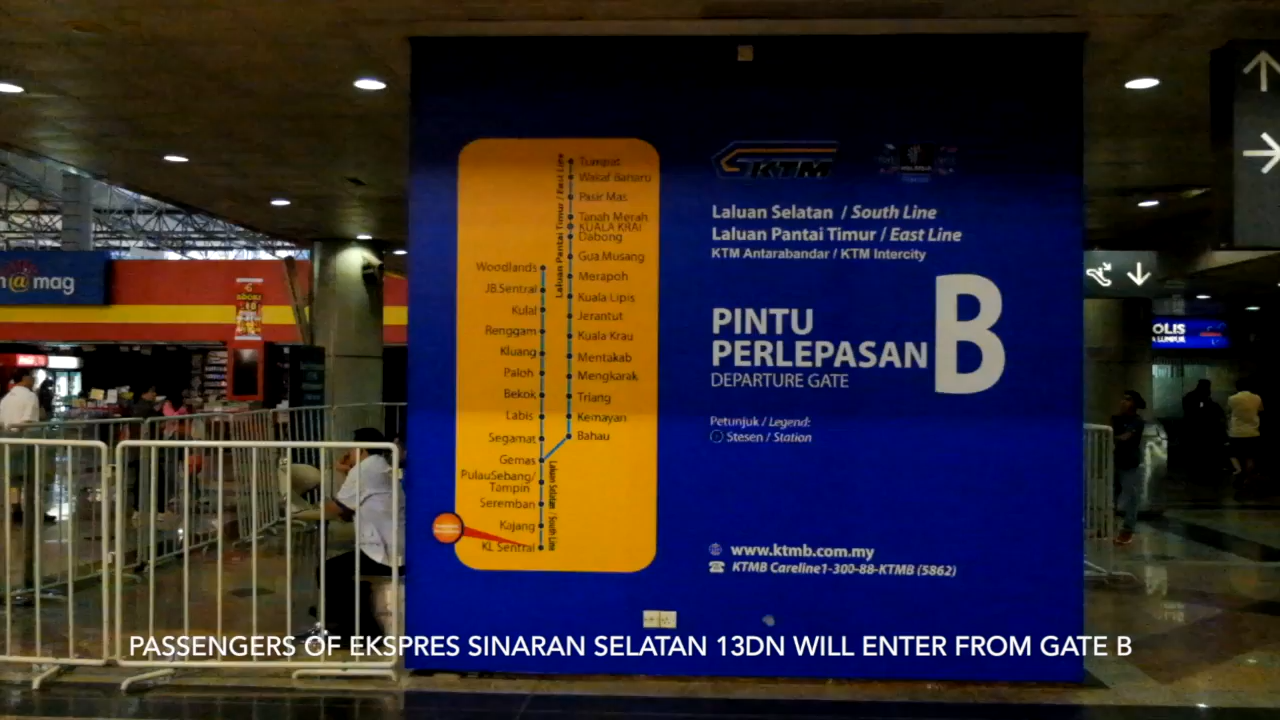 Laluan Pantai Timur / East Line
Tumpat
Wakaf Baharu
Pasir Mas
Tanah Merah
KUALA KRAI
Dabong
Gua Musang
Merapoh
Kuala Lipis
Jerantut
Kuala Krau
Mentakab
Mengkarak
Triang
Kemayan
Bahau
Woodlands
JB Sentral
Kulai
Renggam
Kluang
Paloh
Bekok
Labis
Segamat
Gemas
PulauSebang/
Tampin
Seremban
Kajang
KL Sentral
Laluan Selatan / South Line
KTM
Laluan Selatan / South Line
Laluan Pantai Timur / East Line
KTM Antarabandar / KTM Intercity
PINTU
PERLEPASAN B
DEPARTURE GATE
Petunjuk / Legend:
Stesen / Station
www.ktmb.com.my
KTMB Careline1-300-88-KTMB (5862)
n@mag
OLIS
PASSENGERS OF EKSPRES SINARAN SELATAN 13DN WILL ENTER FROM GATE B